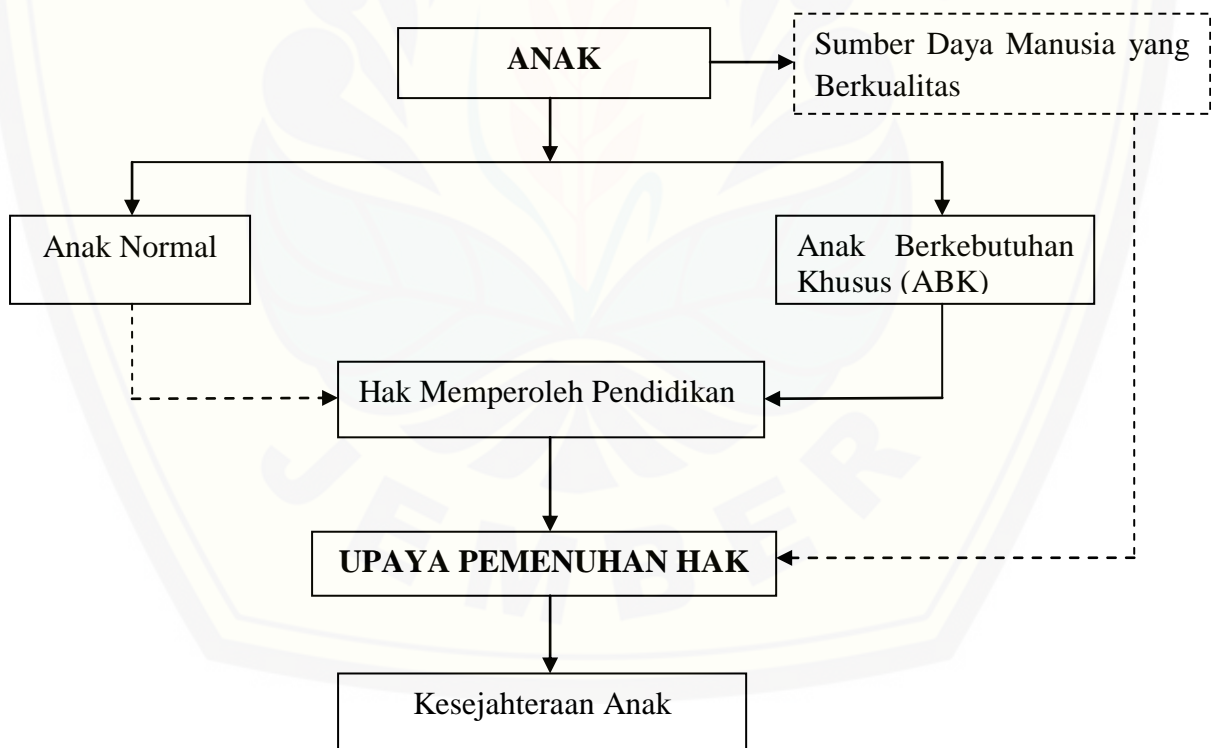 ANAK
Sumber Daya Manusia yang
Berkualitas
Anak Normal
Anak Berkebutuhan
Khusus (ABK)
Hak Memperoleh Pendidikan
JEMBER
UPAYA PEMENUHAN HAK
Kesejahteraan Anak